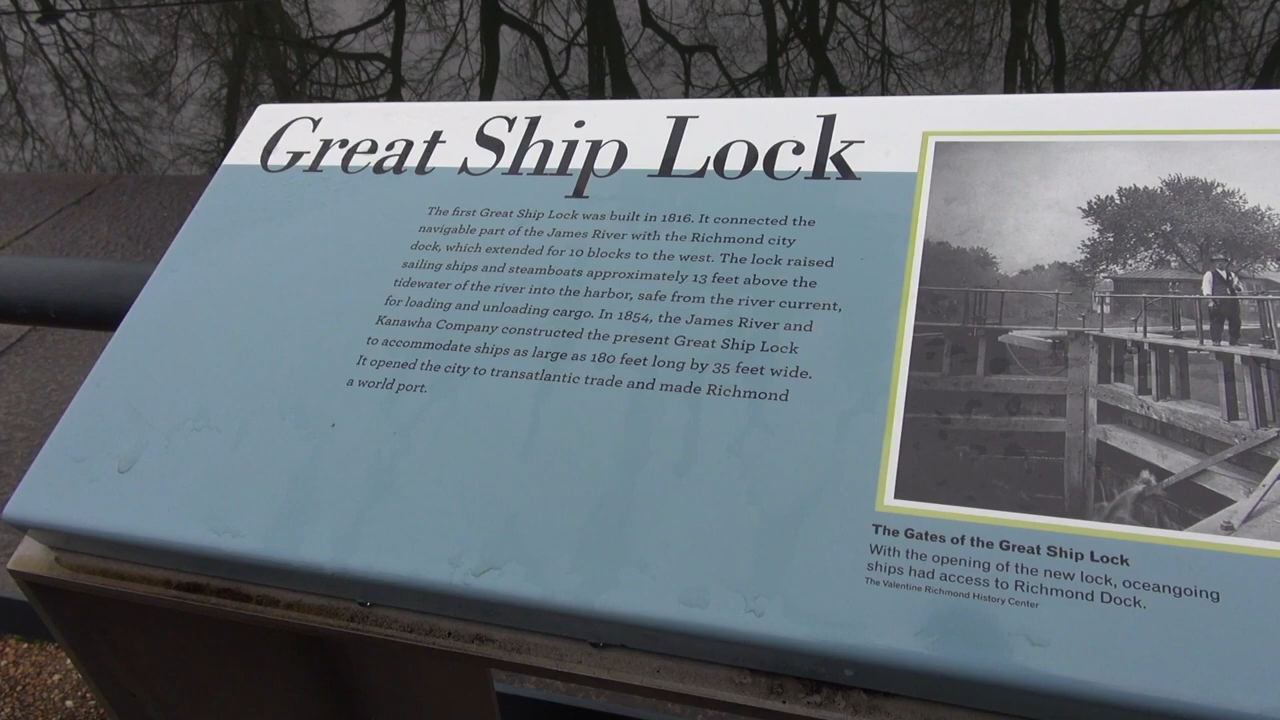 Great Ship Lock
The first Great Ship Lock was built in 1816. It connected the
navigable part of the James River with the Richmond city
dock, which extended for 10 blocks to the west. The lock raised
sailing ships and steamboats approximately 13 feet above the
tidewater of the river into the harbor, safe from the river current,
for loading and unloading cargo. In 1854, the James River and
Kanawha Company constructed the present Great Ship Lock
to accommodate ships as large as 180 feet long by 35 feet wide.
It opened the city to transatlantic trade and made Richmond
a world port.
The Gates of the Great Ship Lock
With the opening of the new lock, oceangoing
ships had access to Richmond Dock.
The Valentine Richmond History Center